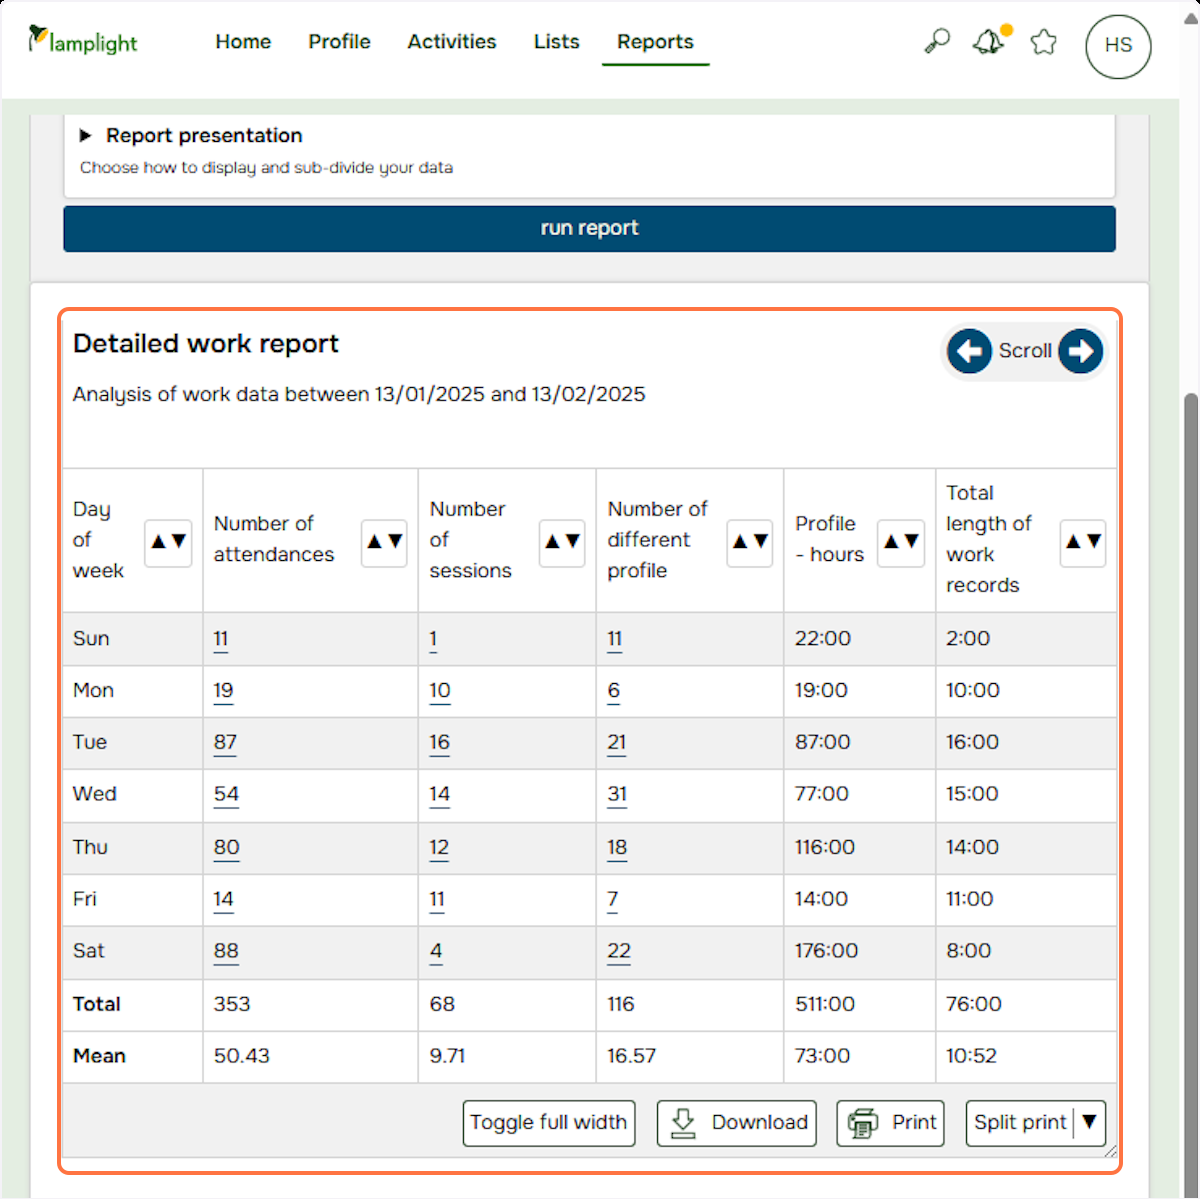 lamplight Home Profile Activities Lists Reports HS
Report presentation
Choose how to display and sub-divide your data
run report
Detailed work report
Scroll
Analysis of work data between 13/01/2025 and 13/02/2025
Day of week Number of attendances Number of sessions Number of different profile Profile - hours Total length of work records
Sun 11 1 11 22:00 2:00
Mon 19 10 6 19:00 10:00
Tue 87 16 21 87:00 16:00
Wed 54 14 31 77:00 15:00
Thu 80 12 18 116:00 14:00
Fri 14 11 7 14:00 11:00
Sat 88 4 22 176:00 8:00
Total 353 68 116 511:00 76:00
Mean 50.43 9.71 16.57 73:00 10:52
Toggle full width Download Print Split print